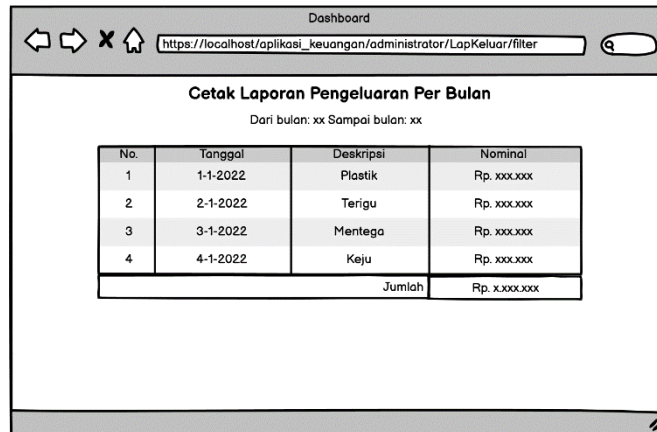 Dashboard
https://localhost/aplikasi_keuangan/administrator/LapKeluar/filter
Cetak Laporan Pengeluaran Per Bulan
Dari bulan: xx Sampai bulan: xx
No. Tanggal Deskripsi Nominal
1 1-1-2022 Plastik Rp. xxx.xxx
2 2-1-2022 Terigu Rp. xxx.xxx
3 3-1-2022 Mentega Rp. xxx.xxx
4 4-1-2022 Keju Rp. xxx.xxx
Jumlah Rp. x.xxx.xxx